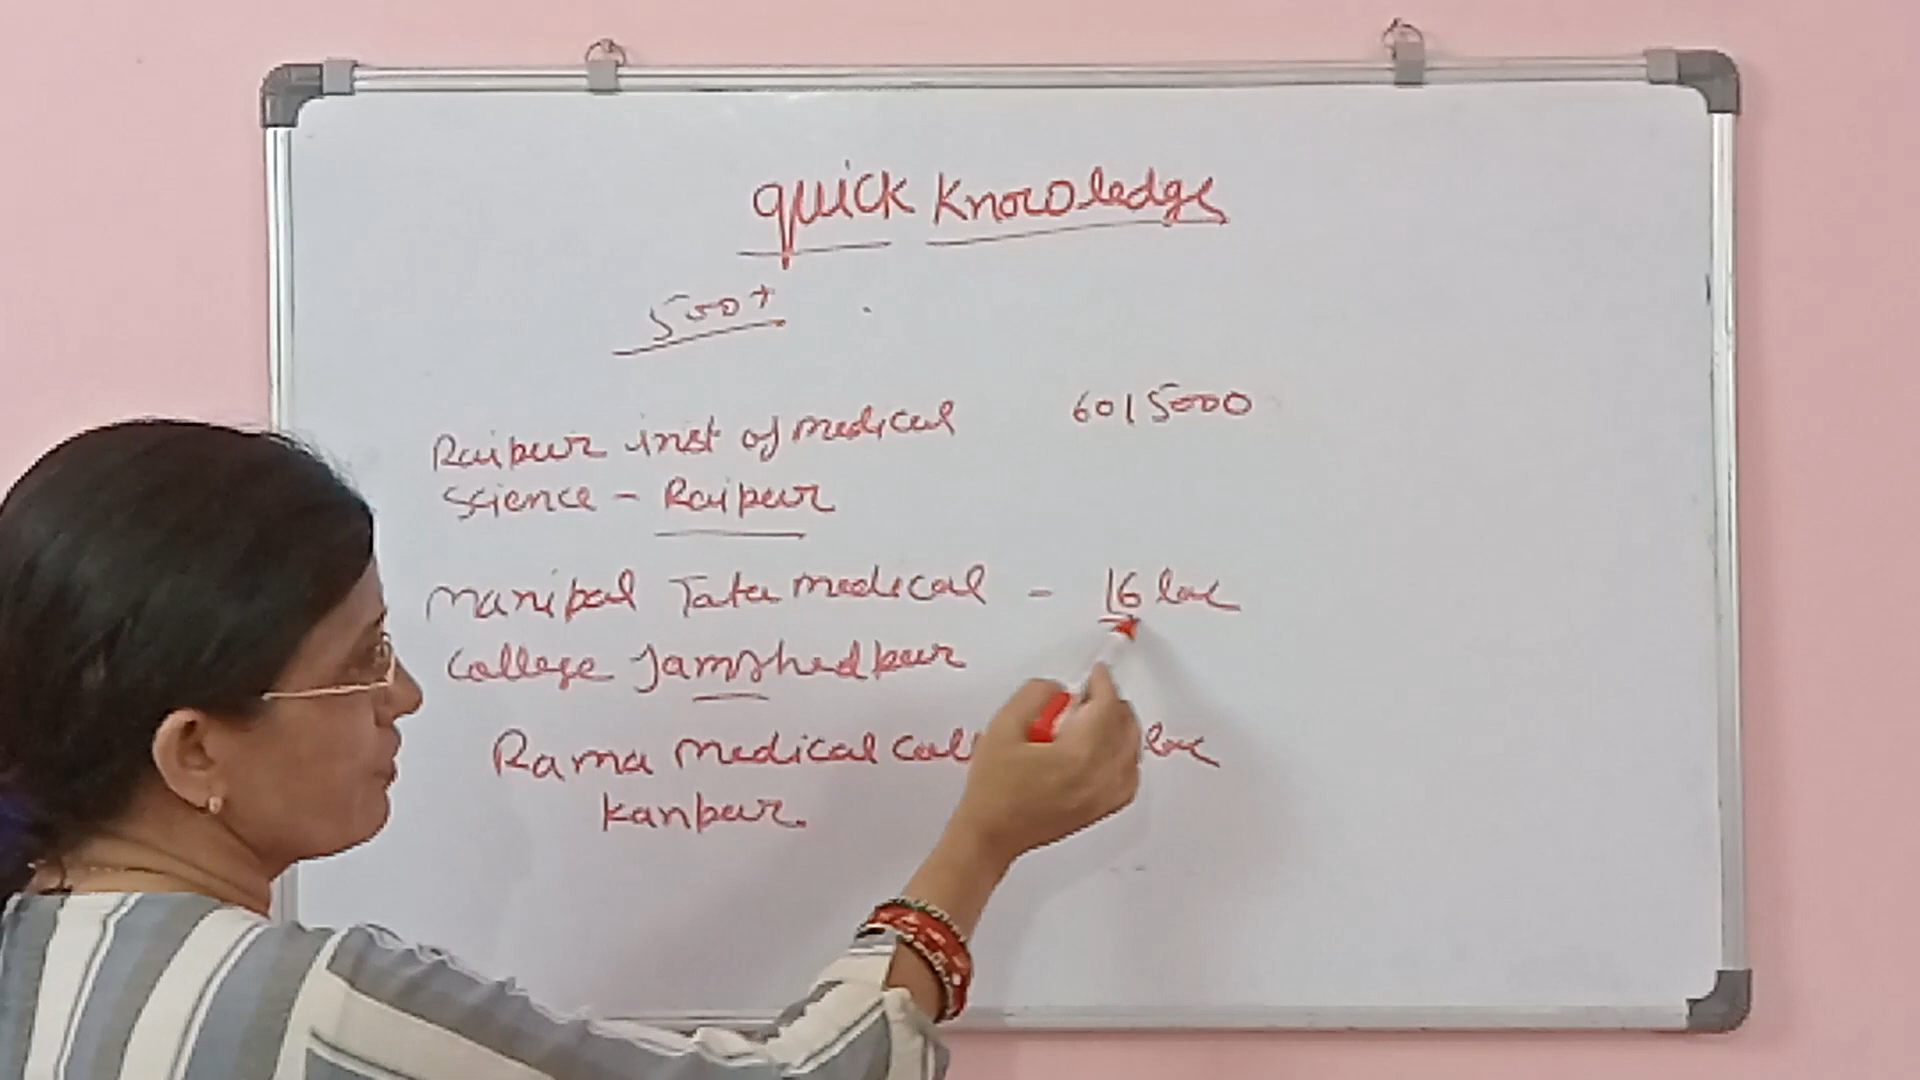 quick Knowledge
500+
Raipur inst of medical 6015000
Science - Raipur
Manipal Tata medical - 16 lac
College Jamshedpur
Rama medical lac
Kanpur.